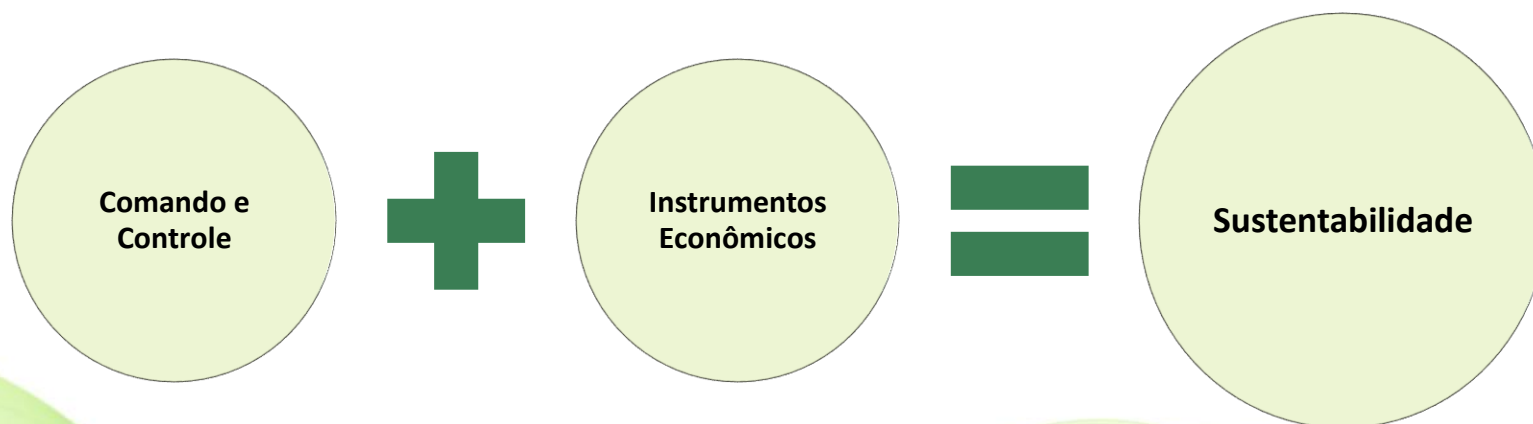 Comando e
Controle
Instrumentos
Econômicos
Sustentabilidade